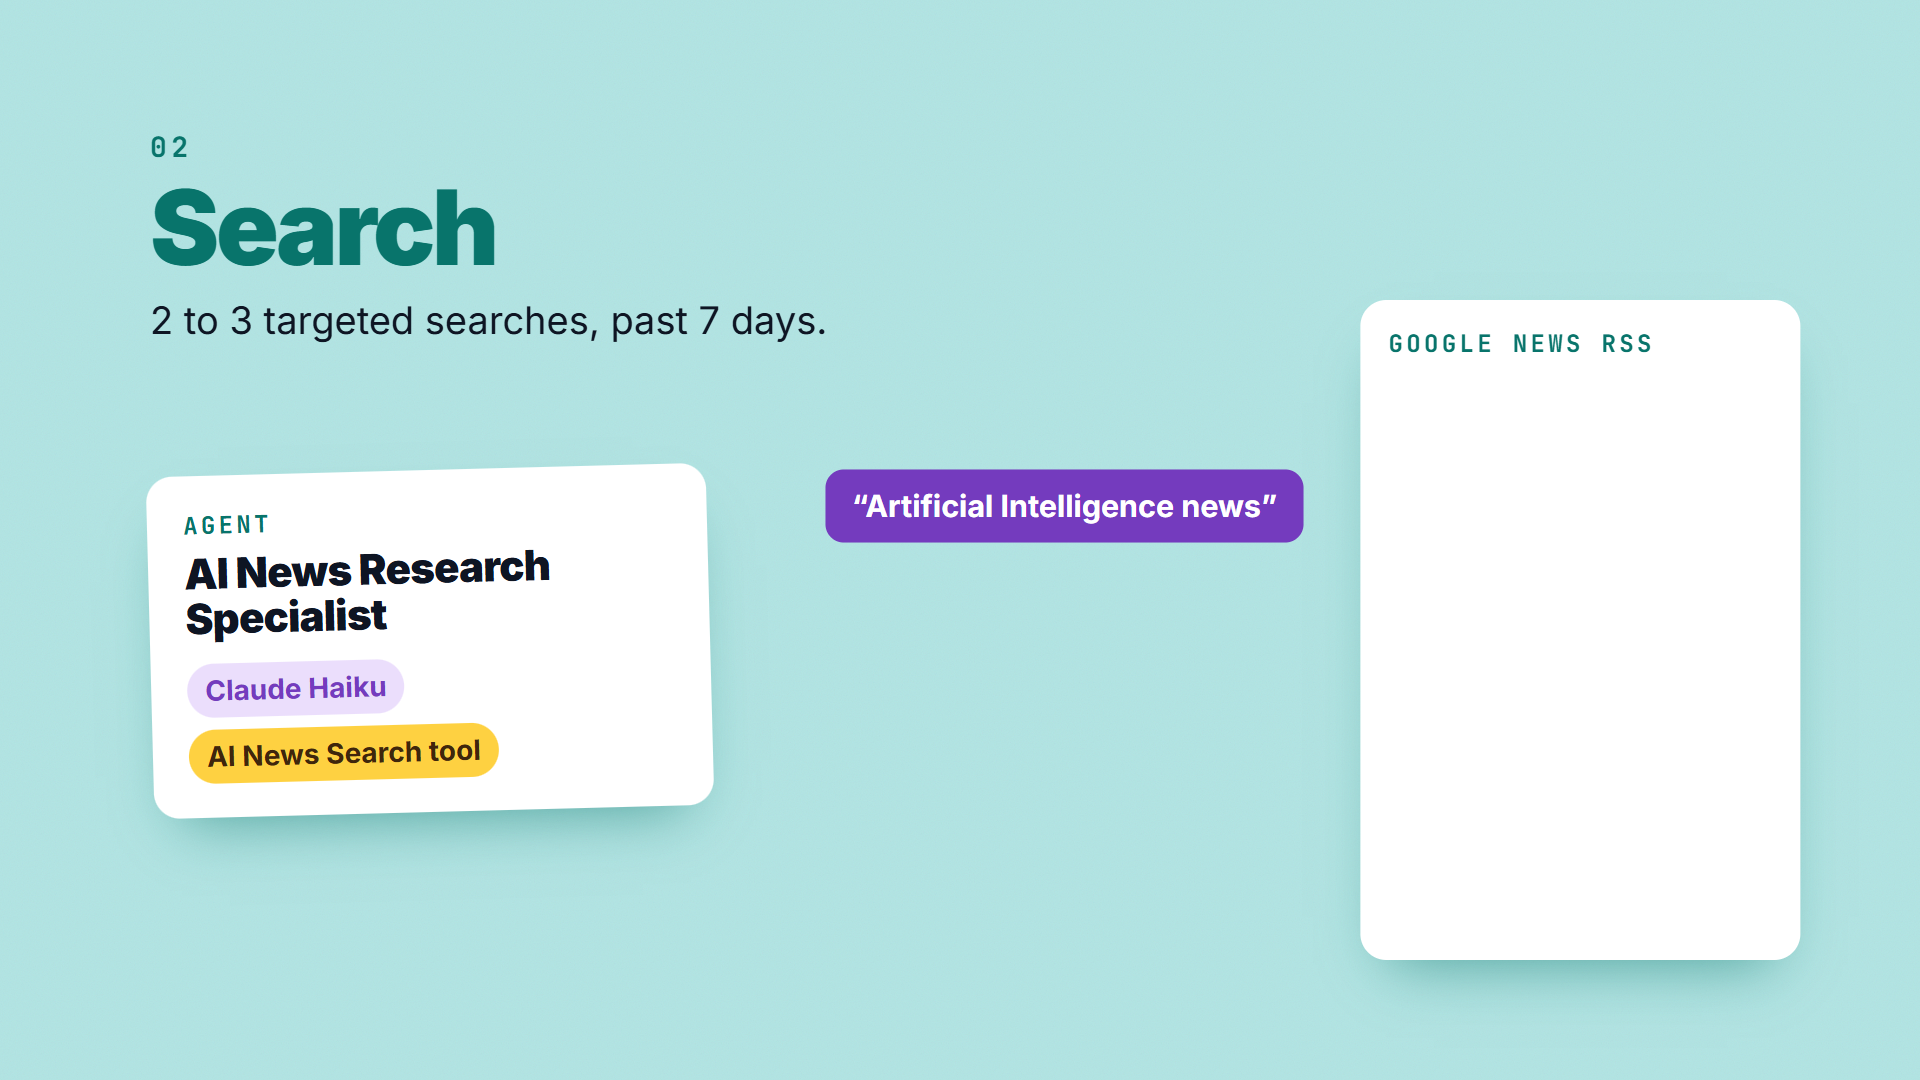 02
Search
2 to 3 targeted searches, past 7 days.
GOOGLE NEWS RSS
AGENT
AI News Research
Specialist
Claude Haiku
AI News Search tool
“Artificial Intelligence news”